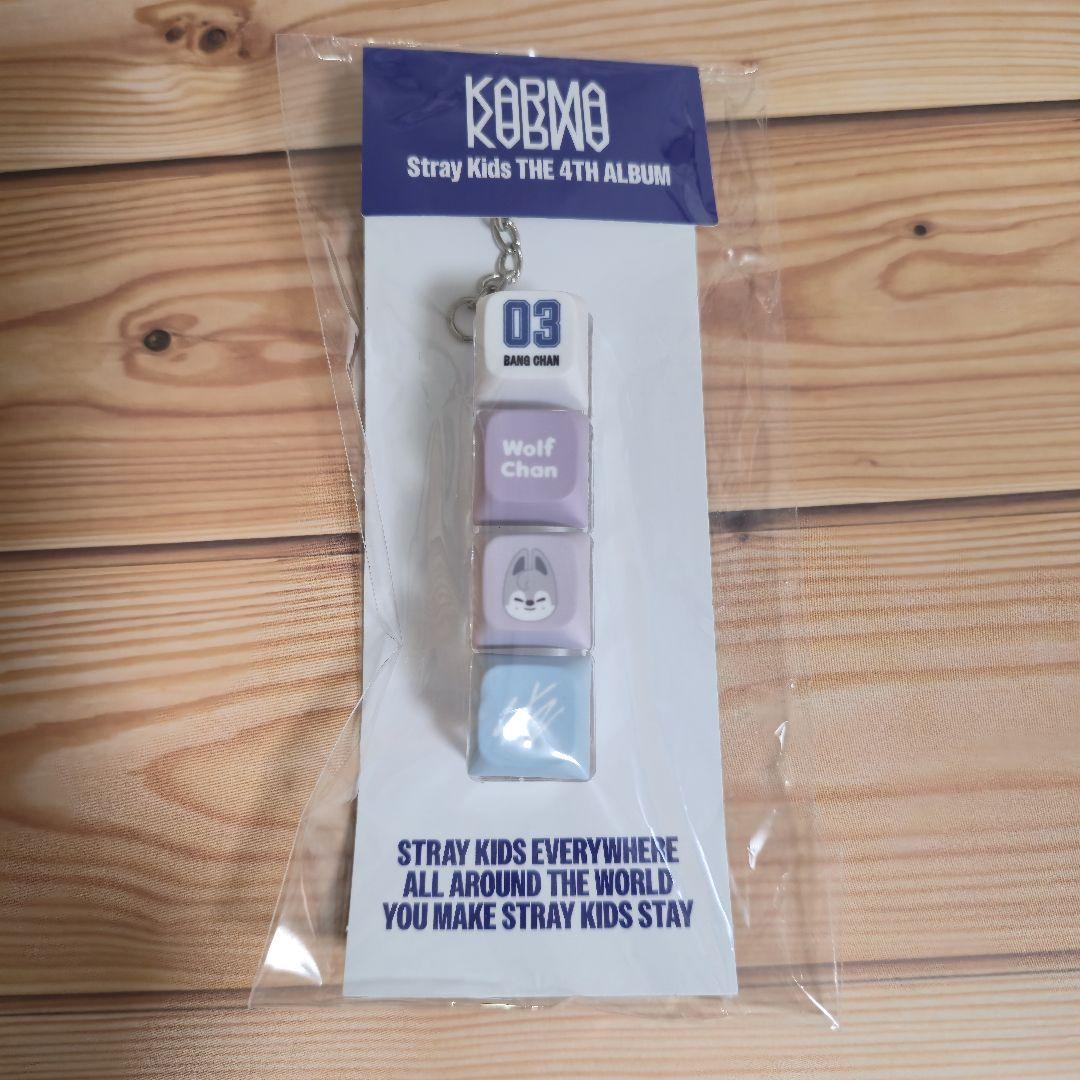 KARMA
Stray Kids THE 4TH ALBUM
03
BANG CHAN
Wolf
Chan
STRAY KIDS EVERYWHERE
ALL AROUND THE WORLD
YOU MAKE STRAY KIDS STAY